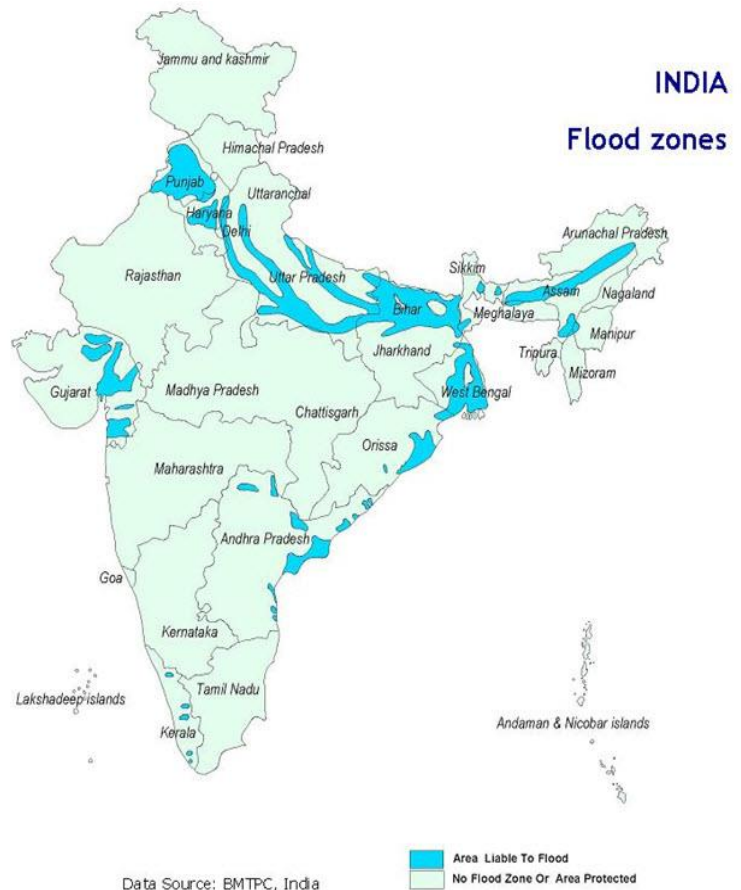 INDIA
Flood zones
Jammu and kashmir
Himachal Pradesh
Punjab
Uttaranchal
Haryana
Delhi
Arunachal Pradesh
Rajasthan
Uttar Pradesh
Sikkim
Assam
Nagaland
Bihar
Meghalaya
Manipur
Jharkhand
Tripura
Mizoram
Gujarat
Madhya Pradesh
West Bengal
Chattisgarh
Orissa
Maharashtra
Andhra Pradesh
Goa
Kernataka
Tamil Nadu
Lakshadeep islands
Kerala
Andaman & Nicobar islands
Area Liable To Flood
No Flood Zone Or Area Protected
Data Source: BMTPC, India